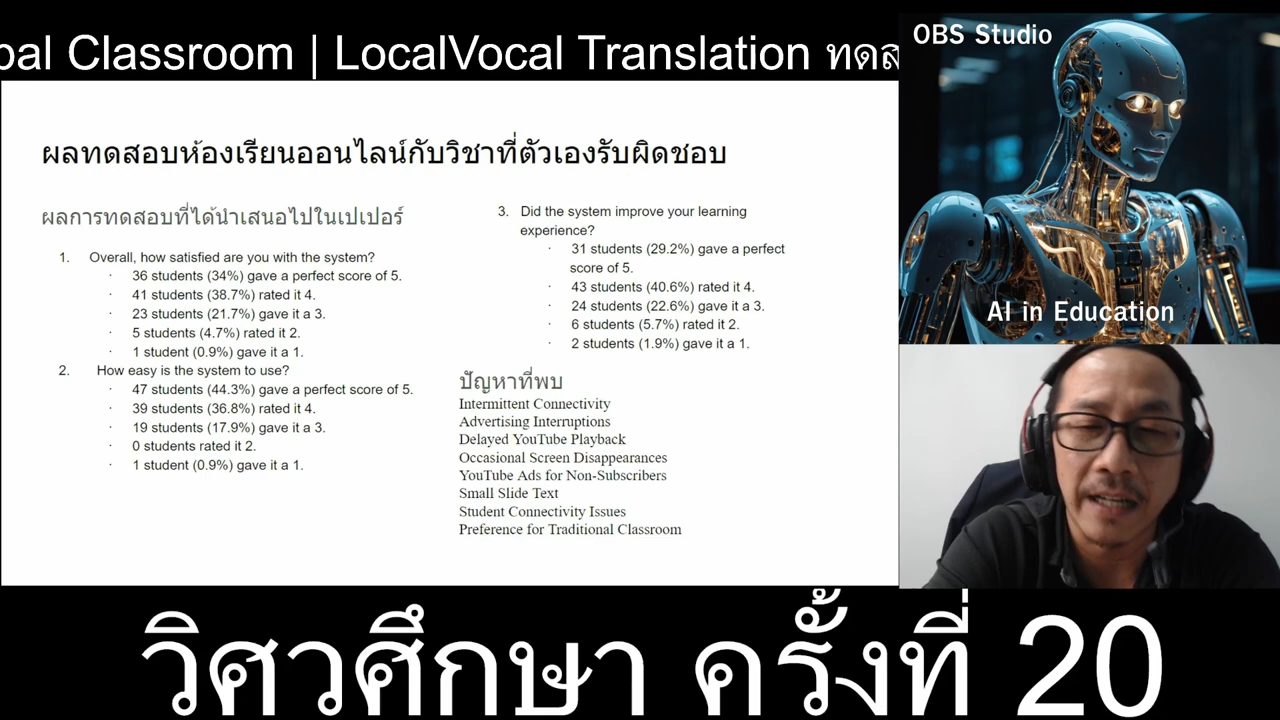 bal Classroom | LocalVocal Translation ทดส
OBS Studio
AI in Education
ผลทดสอบห้องเรียนออนไลน์กับวิชาที่ตัวเองรับผิดชอบ
ผลการทดสอบที่ได้นำเสนอไปในเปเปอร์
1. Overall, how satisfied are you with the system?
· 36 students (34%) gave a perfect score of 5.
· 41 students (38.7%) rated it 4.
· 23 students (21.7%) gave it a 3.
· 5 students (4.7%) rated it 2.
· 1 student (0.9%) gave it a 1.
2. How easy is the system to use?
· 47 students (44.3%) gave a perfect score of 5.
· 39 students (36.8%) rated it 4.
· 19 students (17.9%) gave it a 3.
· 0 students rated it 2.
· 1 student (0.9%) gave it a 1.
3. Did the system improve your learning
experience?
· 31 students (29.2%) gave a perfect
score of 5.
· 43 students (40.6%) rated it 4.
· 24 students (22.6%) gave it a 3.
· 6 students (5.7%) rated it 2.
· 2 students (1.9%) gave it a 1.
ปัญหาที่พบ
Intermittent Connectivity
Advertising Interruptions
Delayed YouTube Playback
Occasional Screen Disappearances
YouTube Ads for Non-Subscribers
Small Slide Text
Student Connectivity Issues
Preference for Traditional Classroom
วิศวศึกษา ครั้งที่ 20